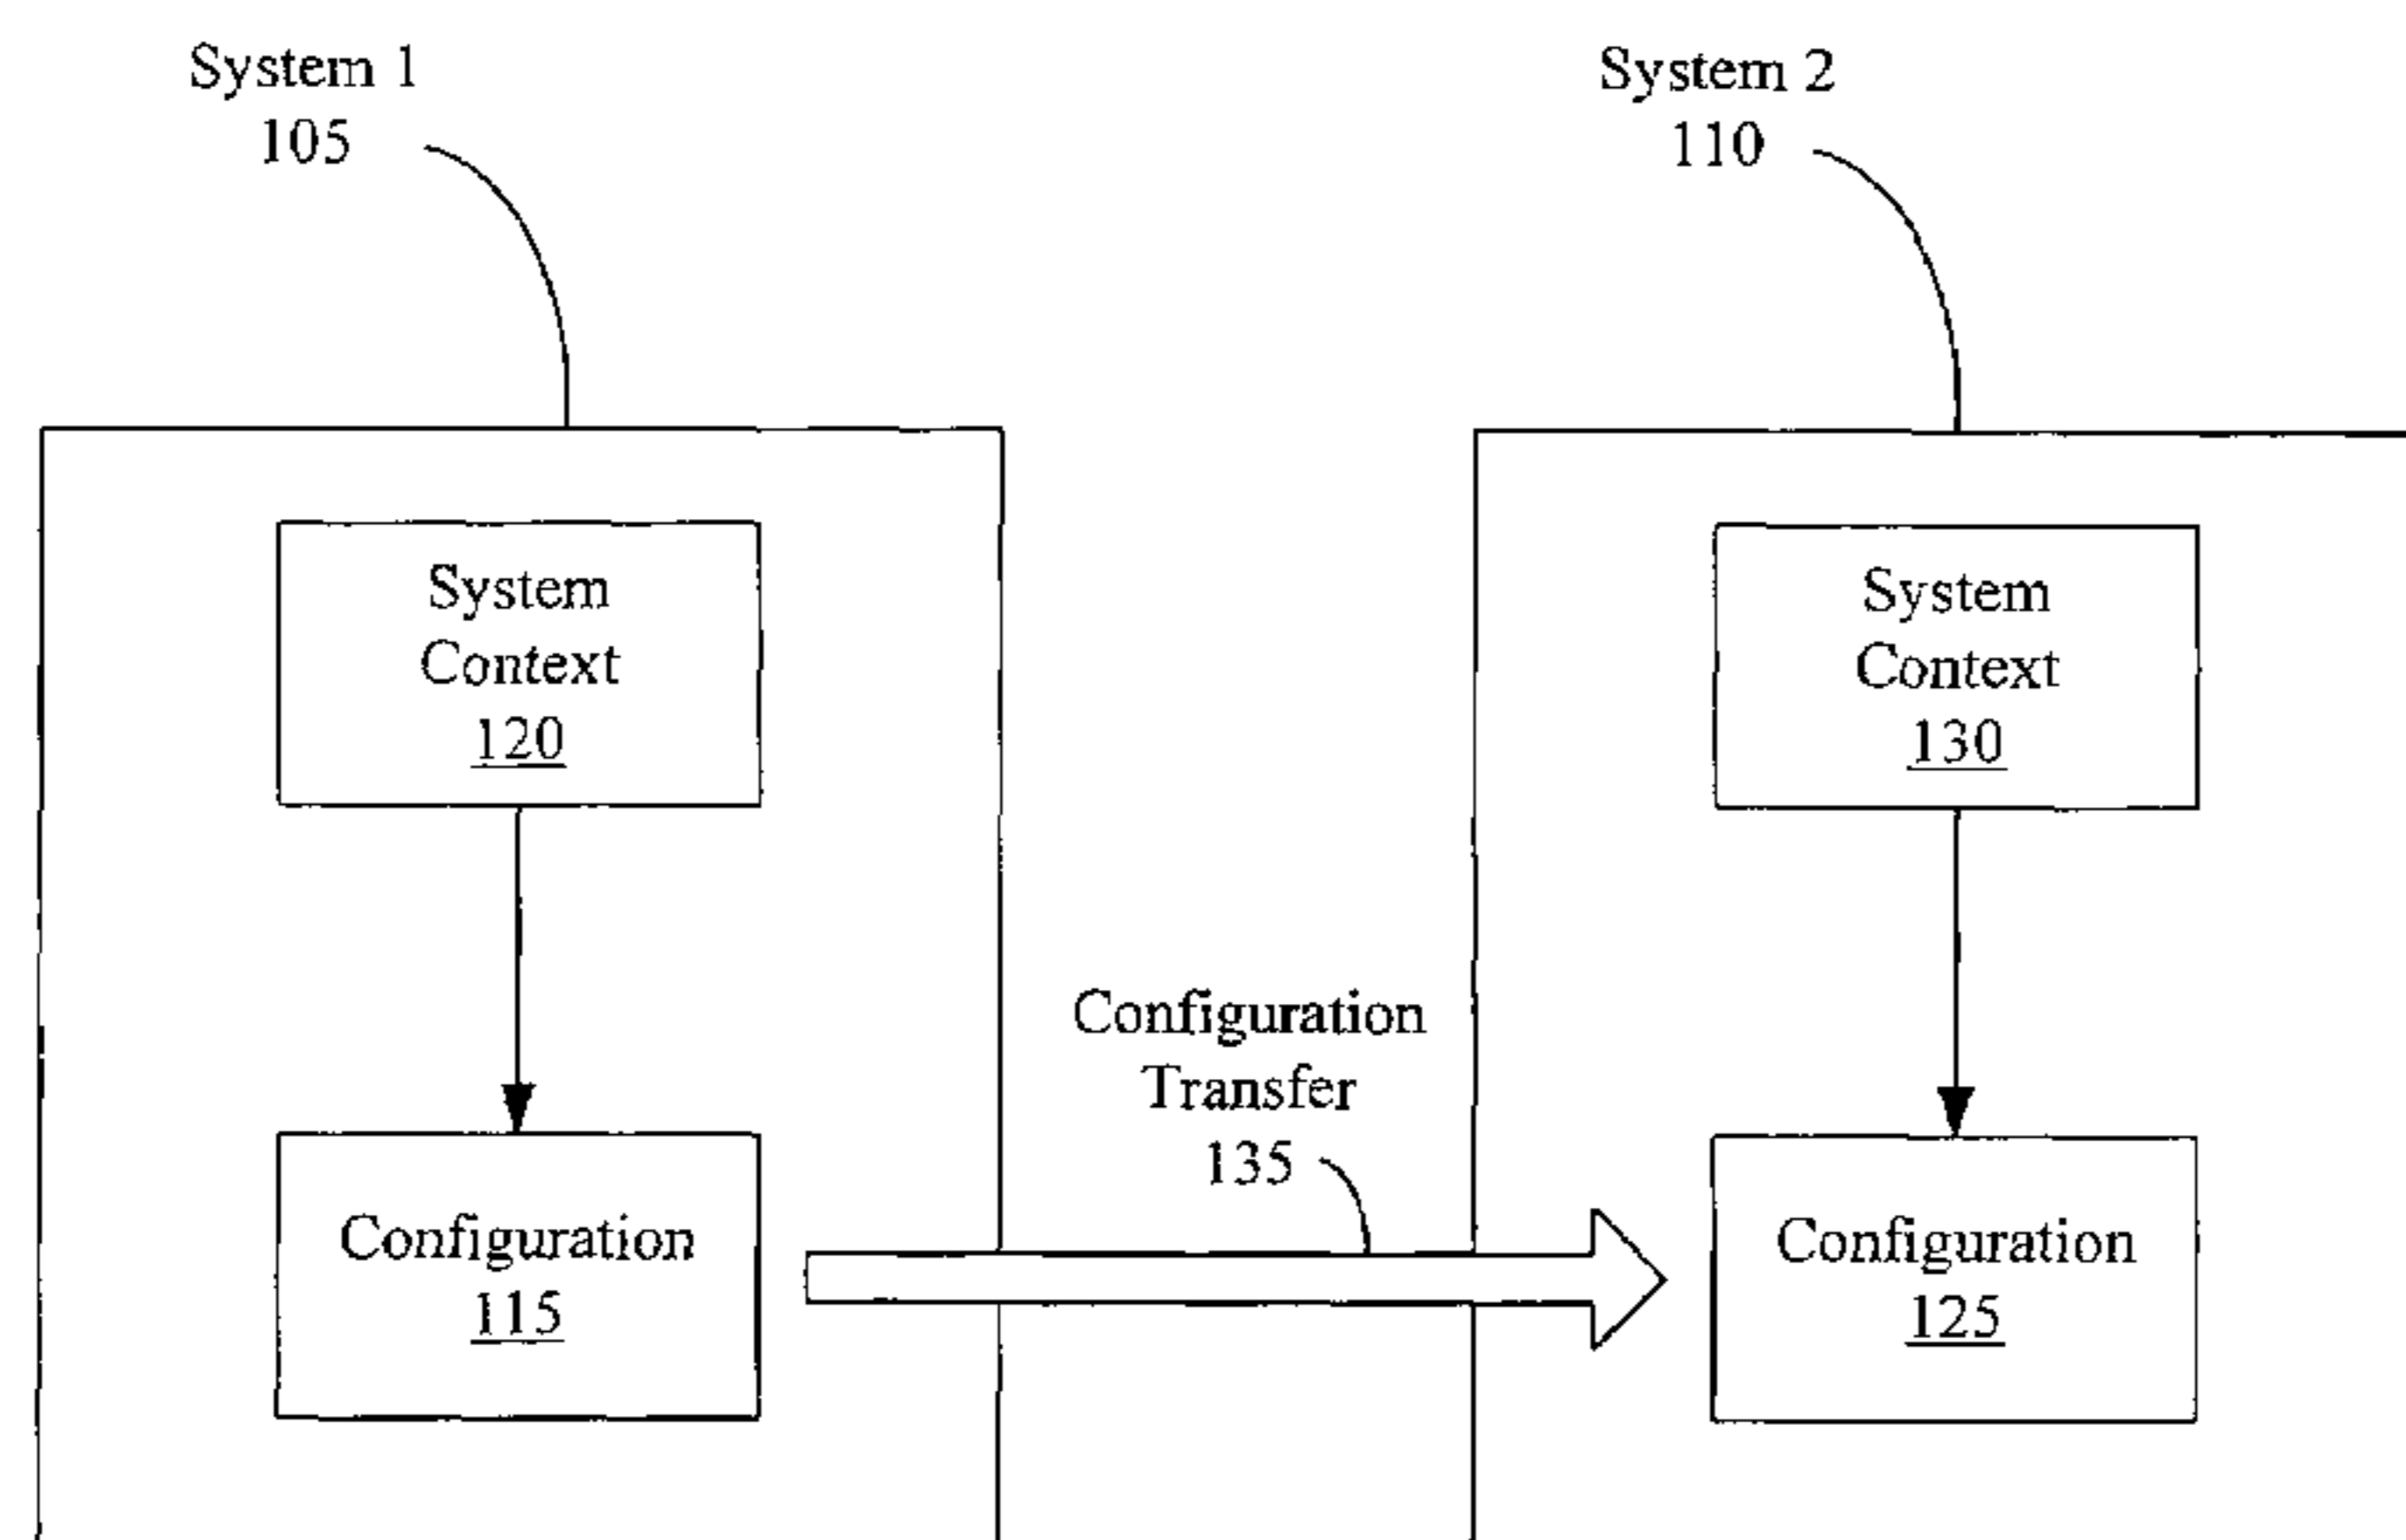 System 1
105
System 2
110
System
Context
120
System
Context
130
Configuration
Transfer
135
Configuration
115
Configuration
125